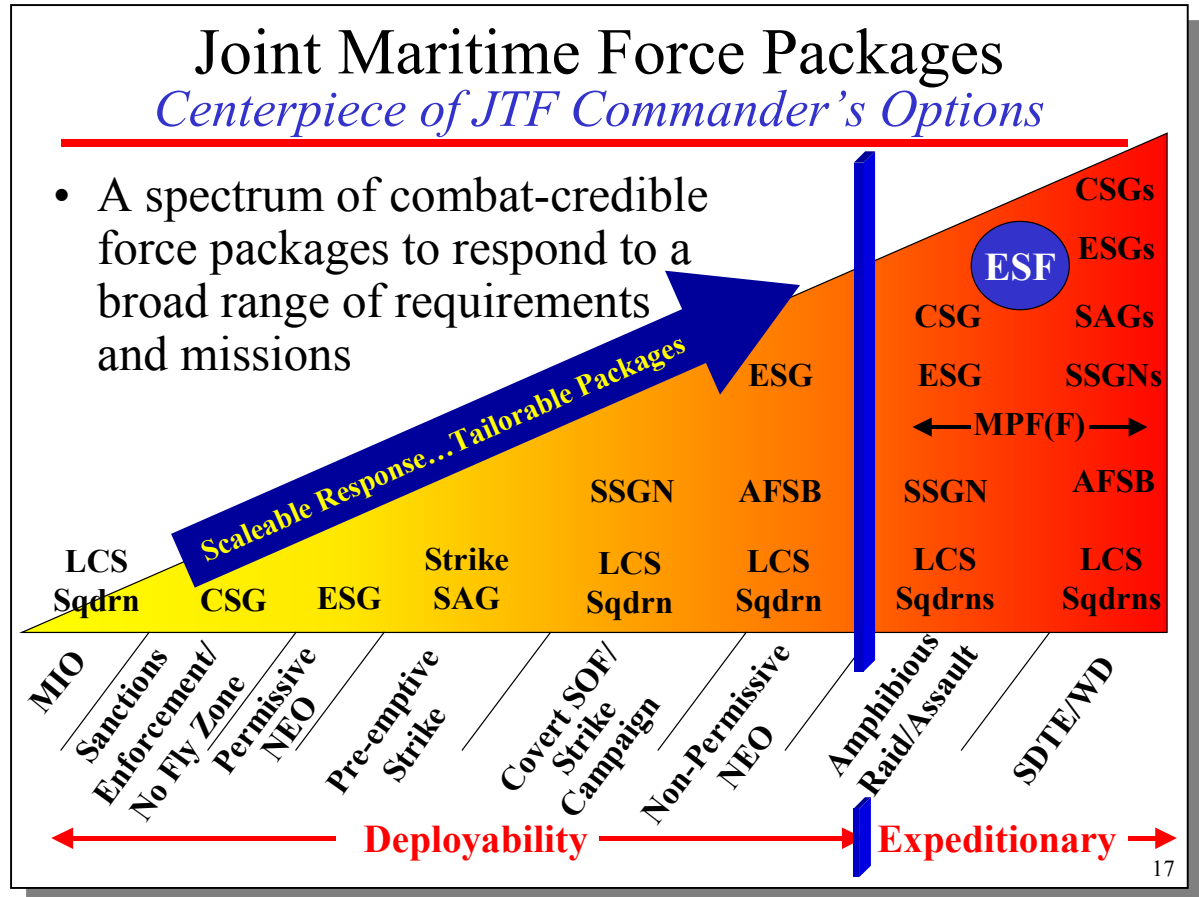 Joint Maritime Force Packages
Centerpiece of JTF Commander's Options
• A spectrum of combat-credible
force packages to respond to a
broad range of requirements
and missions
Scaleable Response…Tailorable Packages
LCS
Sqdrn
CSG
ESG
Strike
SAG
SSGN
LCS
Sqdrn
ESG
AFSB
LCS
Sqdrn
CSG
ESG
SSGN
LCS
Sqdrns
ESF
MPF(F)
CSGs
ESGs
SAGs
SSGNs
AFSB
LCS
Sqdrns
MIO
Sanctions
Enforcement/
No Fly Zone
Permissive
NEO
Pre-emptive
Strike
Covert SOF/
Strike
Campaign
Non-Permissive
NEO
Amphibious
Raid/Assault
SDTE/WD
Deployability
Expeditionary
17